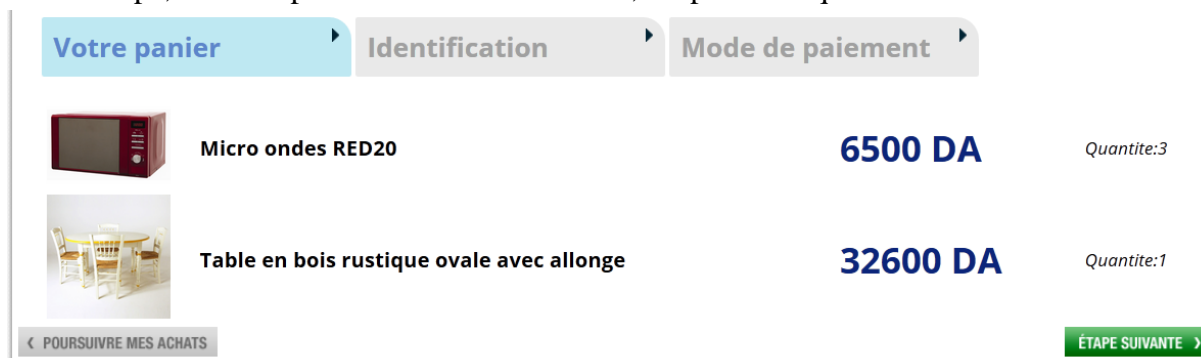 Votre panier
Identification
Mode de paiement
Micro ondes RED20
6500 DA
Quantite:3
Table en bois rustique ovale avec allonge
32600 DA
Quantite:1
POURSUIVRE MES ACHATS
ÉTAPE SUIVANTE